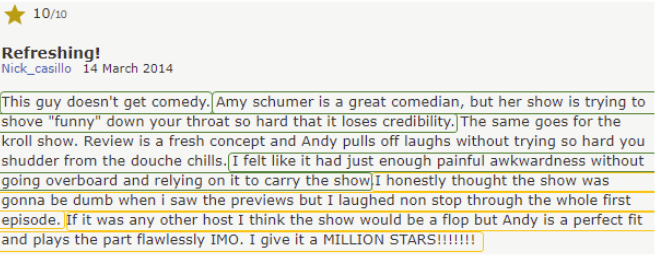 10/10
Refreshing!
Nick_casillo 14 March 2014
This guy doesn't get comedy. Amy schumer is a great comedian, but her show is trying to
shove "funny" down your throat so hard that it loses credibility. The same goes for the
kroll show. Review is a fresh concept and Andy pulls off laughs without trying so hard you
shudder from the douche chills. I felt like it had just enough painful awkwardness without
going overboard and relying on it to carry the show.I honestly thought the show was
gonna be dumb when i saw the previews but I laughed non stop through the whole first
episode. If it was any other host I think the show would be a flop but Andy is a perfect fit
and plays the part flawlessly IMO. I give it a MILLION STARS!!!!!!!